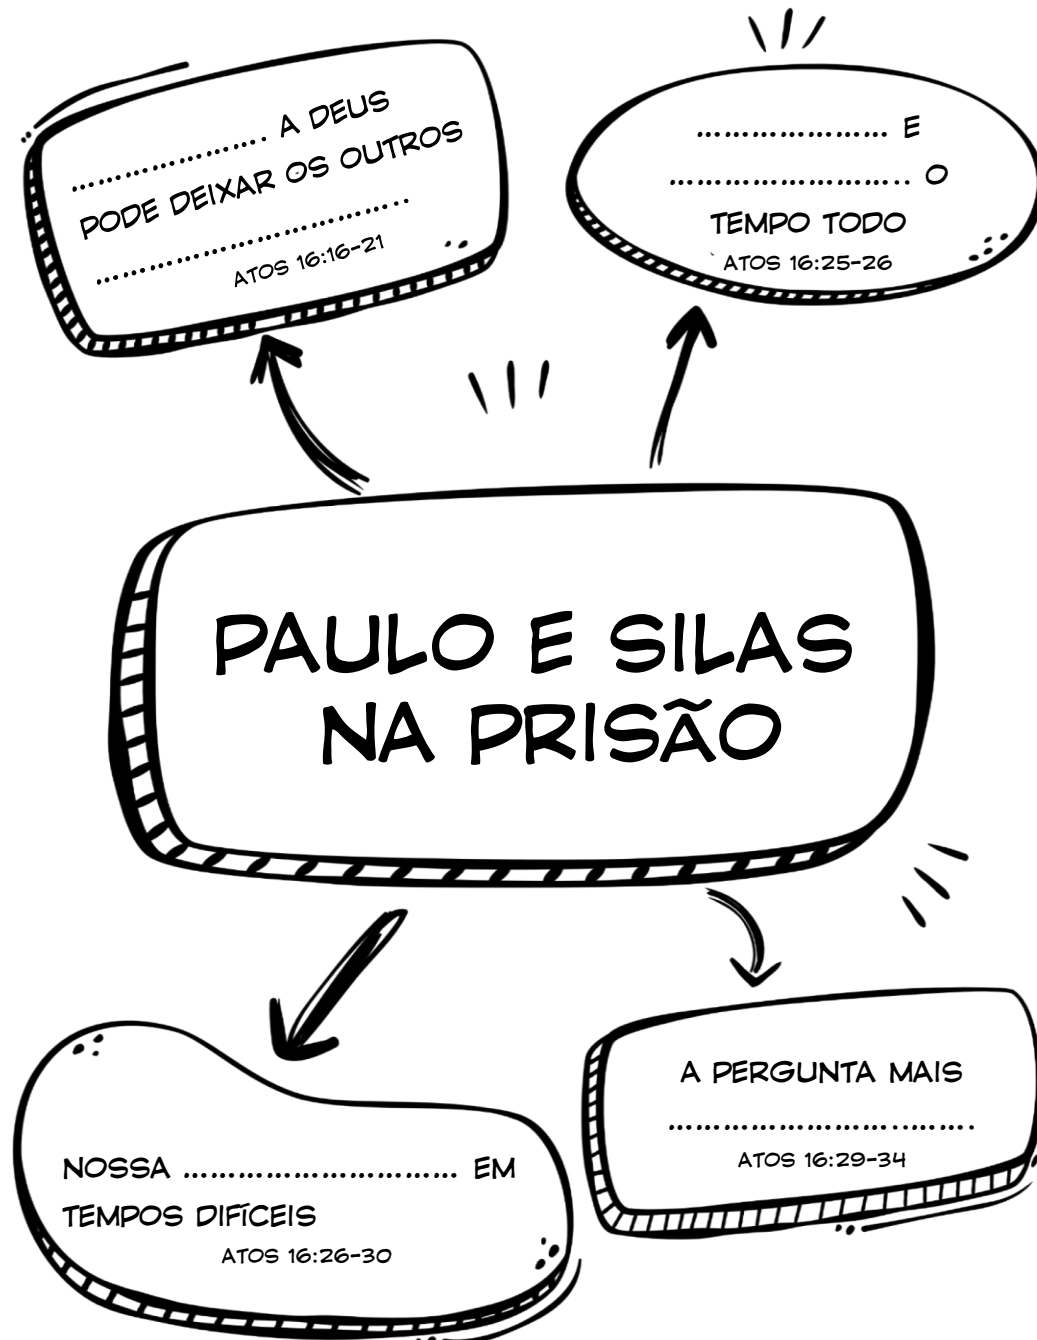 ..................... A DEUS
PODE DEIXAR OS OUTROS
...................................
ATOS 16:16-21
..................... E
.......................... O
TEMPO TODO
ATOS 16:25-26
PAULO E SILAS
NA PRISÃO
NOSSA .............................. EM
TEMPOS DIFÍCEIS
ATOS 16:26-30
A PERGUNTA MAIS
..................................
ATOS 16:29-34